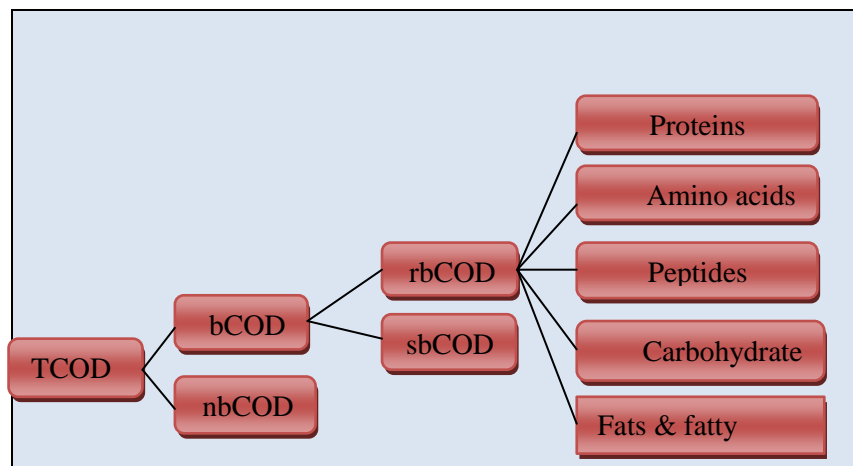 Proteins
Amino acids
rbCOD
Peptides
bCOD
sbCOD
Carbohydrate
TCOD
nbCOD
Fats & fatty